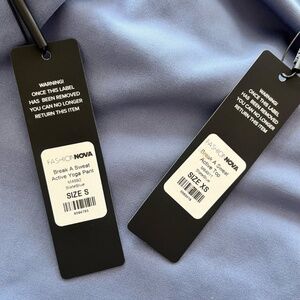 WARNING!
ONCE THIS LABEL
HAS BEEN REMOVED
YOU CAN NO LONGER
RETURN THIS ITEM
FASHIONNOVA
Break A Sweat
Active Yoga Pant
SlateBlue
SIZE S
WARNING!
ONCE THIS LABEL
HAS BEEN REMOVED
YOU CAN NO LONGER
RETURN THIS ITEM
FASHIONNOVA
Break A Sweat
Active Top
SlateBlue
SIZE XS